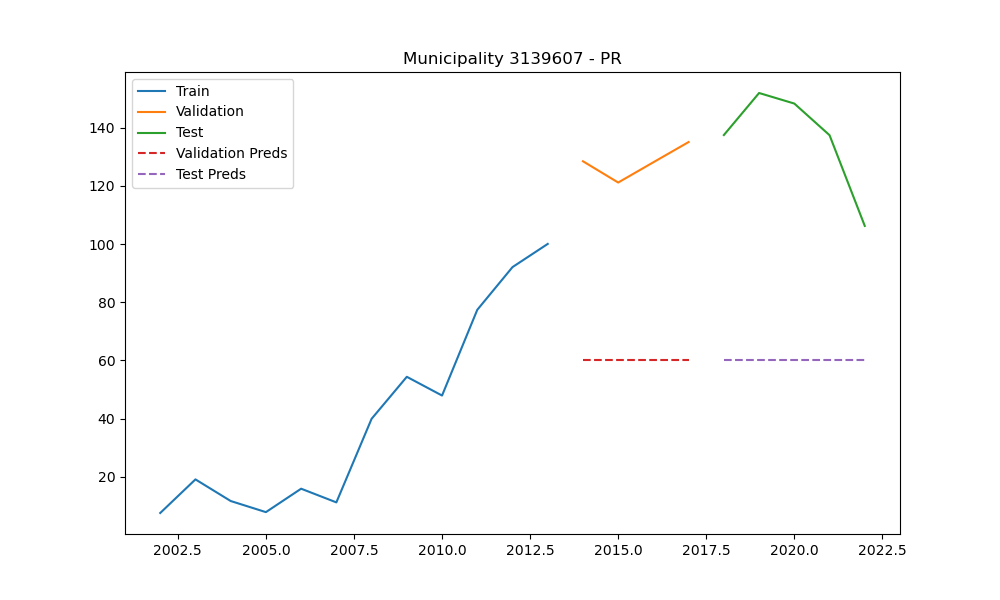 Municipality 3139607 - PR
Train
Validation
Test
Validation Preds
Test Preds
140
120
100
80
60
40
20
2002.5 2005.0 2007.5 2010.0 2012.5 2015.0 2017.5 2020.0 2022.5